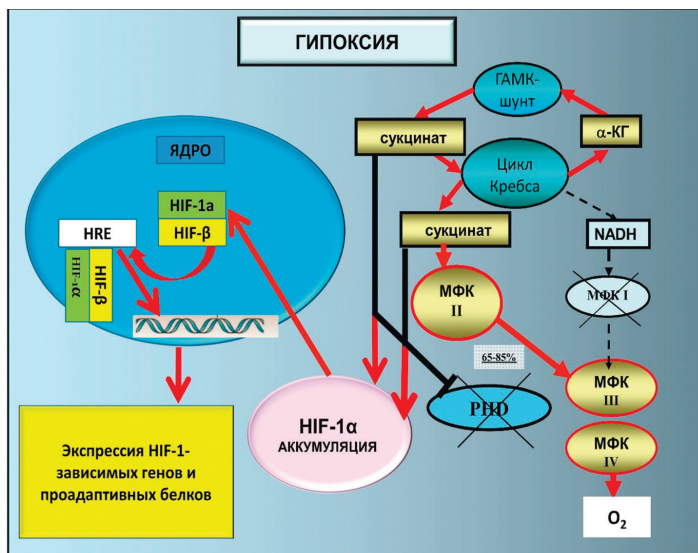 ГИПОКСИЯ
ГАМК-
шунт
сукцинат
α-КГ
ЯДРО
Цикл
Кребса
HIF-1a
HIF-β
HRE
HIF-1α
HIF-β
сукцинат
NADH
МФК
II
МФК I
65-85%
МФК
III
PHD
HIF-1α
АККУМУЛЯЦИЯ
Экспрессия HIF-1-
зависимых генов и
проадаптивных белков
МФК
IV
O₂